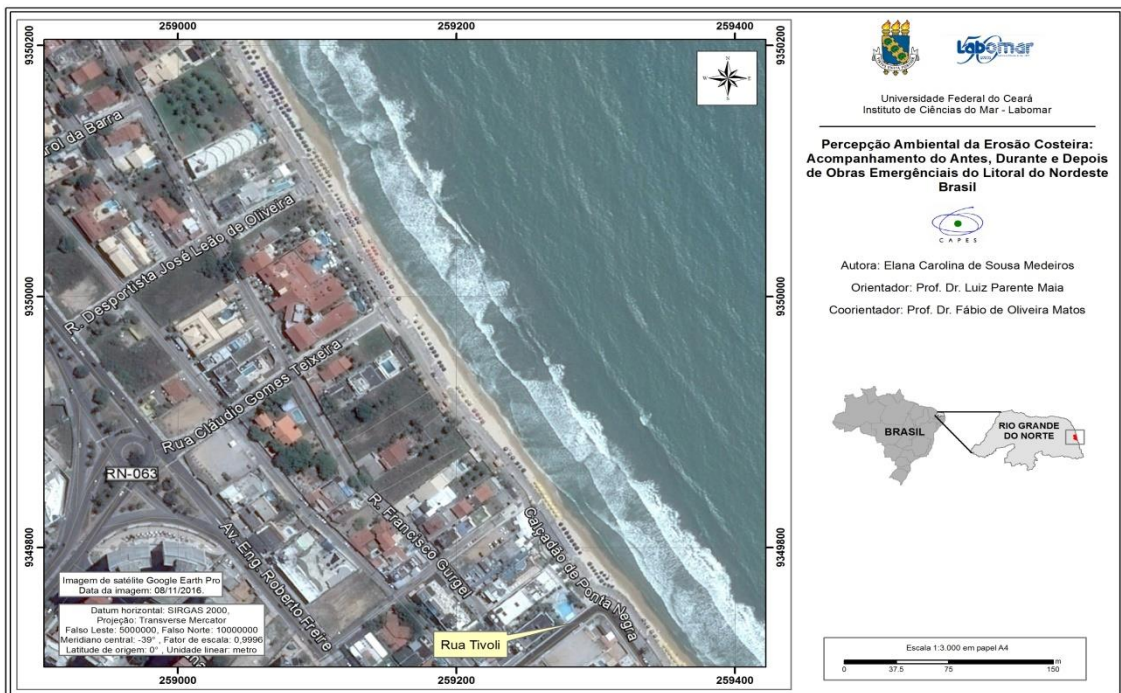 259000
259200
259400
9350200
9350000
9349800
9350200
9350000
9349800
259000
259200
259400
N
W
E
S
rol da Barra
R. Desportista José Leão de Oliveira
Rua Cláudio Gomes Teixeira
RN-063
Av. Eng. Roberto Freire
R. Francisco Gurgel
Calçadão de Ponta Negra
Rua Tivoli
Imagem de satélite Google Earth Pro
Data da imagem: 08/11/2016.
Datum horizontal: SIRGAS 2000,
Projeção: Transverse Mercator
Falso Leste: 5000000, Falso Norte: 10000000
Meridiano central: -39° , Fator de escala: 0,9996
Latitude de origem: 0° , Unidade linear: metro
Labomar
Universidade Federal do Ceará
Instituto de Ciências do Mar - Labomar
Percepção Ambiental da Erosão Costeira:
Acompanhamento do Antes, Durante e Depois
de Obras Emergênciais do Litoral do Nordeste
Brasil
CAPES
Autora: Elana Carolina de Sousa Medeiros
Orientador: Prof. Dr. Luiz Parente Maia
Coorientador: Prof. Dr. Fábio de Oliveira Matos
BRASIL
RIO GRANDE
DO NORTE
Escala 1:3.000 em papel A4
m
0 37.5 75 150